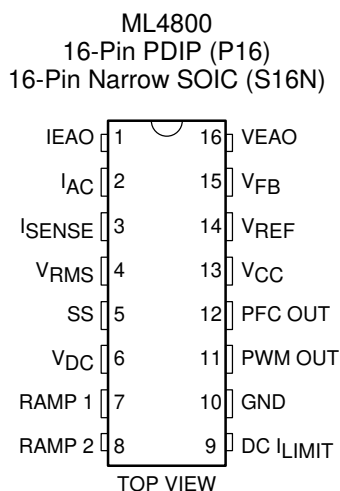 ML4800
16-Pin PDIP (P16)
16-Pin Narrow SOIC (S16N)
IEAO 1 16 VEAO
IAC 2 15 VFB
ISENSE 3 14 VREF
VRMS 4 13 VCC
SS 5 12 PFC OUT
VDC 6 11 PWM OUT
RAMP 1 7 10 GND
RAMP 2 8 9 DC ILIMIT
TOP VIEW